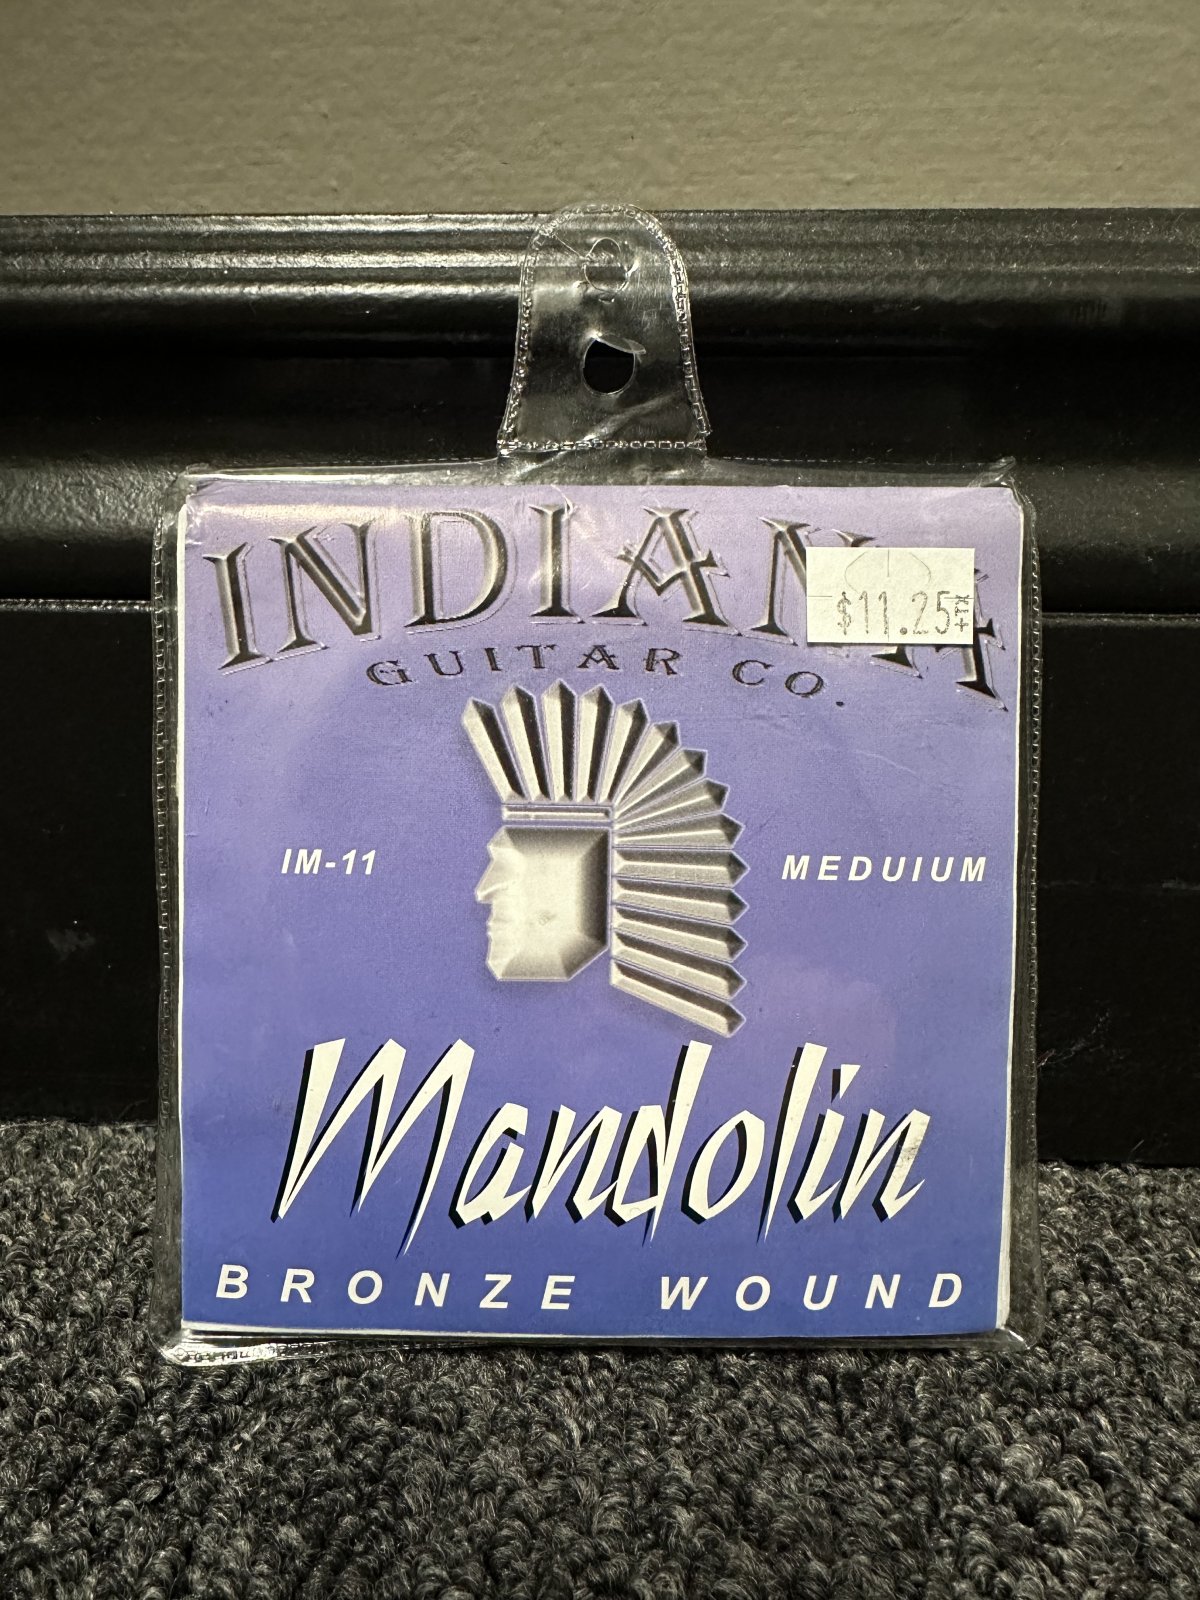 INDIANA
$11.25
GUITAR CO.
IM-11
MEDUIUM
Mandolin
BRONZE WOUND